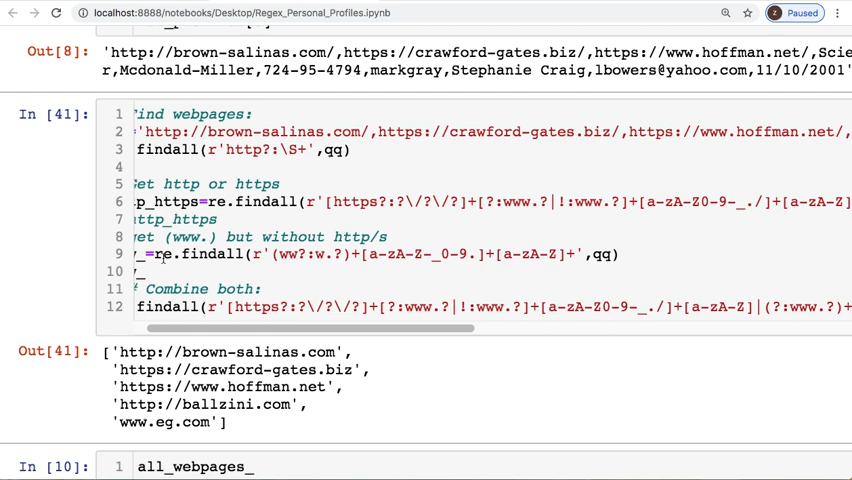 localhost:8888/notebooks/Desktop/Regex_Personal_Profiles.ipynb
Z Paused
Out[8]: 'http://brown-salinas.com/,https://crawford-gates.biz/,https://www.hoffman.net/,Scie
r,Mcdonald-Miller,724-95-4794,markgray,Stephanie Craig,lbowers@yahoo.com,11/10/2001'
In [41]: 1 Find webpages:
2 ='http://brown-salinas.com/,https://crawford-gates.biz/,https://www.hoffman.net/,
3 findall(r'http?:\S+',qq)
4
5 Get http or https
6 tp_https=re.findall(r'[https?:?\/?\/?]+[?:www.?|!:www.?]+[a-zA-Z0-9-_./]+[a-zA-Z]
7 http_https
8 get (www.) but without http/s
9 _=re.findall(r'(ww?:w.?)+[a-zA-Z-_0-9.]+[a-zA-Z]+',qq)
10 _
11 # Combine both:
12 findall(r'[https?:?\/?\/?]+[?:www.?|!:www.?]+[a-zA-Z0-9-_./]+[a-zA-Z]|(?:www.?)+
Out[41]: ['http://brown-salinas.com',
'https://crawford-gates.biz',
'https://www.hoffman.net',
'http://ballzini.com',
'www.eg.com']
In [10]: 1 all_webpages_